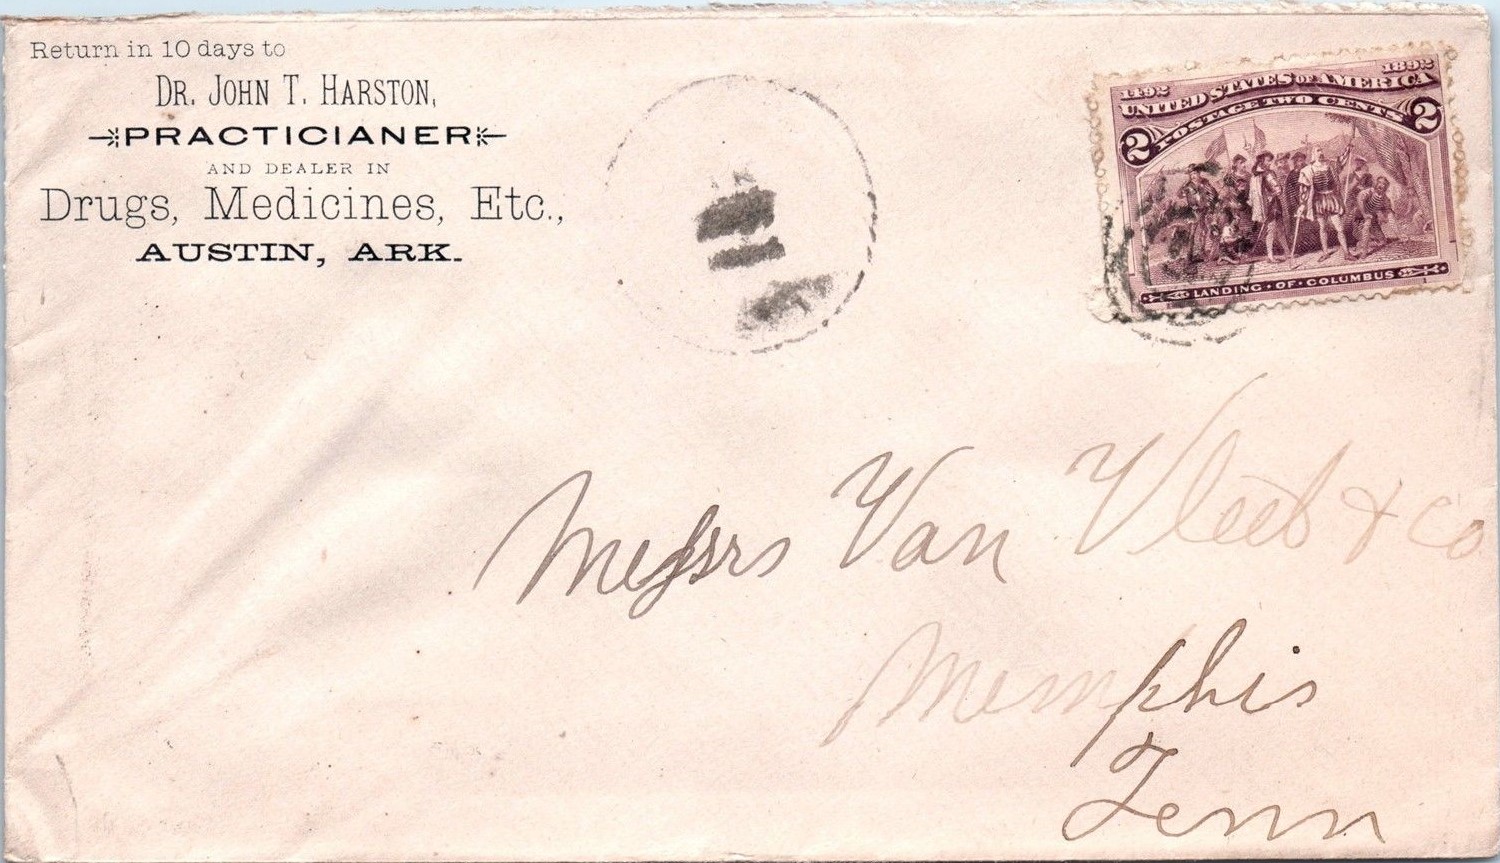 Return in 10 days to
DR. JOHN T. HARSTON,
PRACTICIANER
AND DEALER IN
Drugs, Medicines, Etc.,
AUSTIN, ARK.
1492 1892
UNITED STATES OF AMERICA
POSTAGE TWO CENTS
2 2
LANDING · OF · COLUMBUS
Messrs Van Vleet & Co
Memphis
Tenn